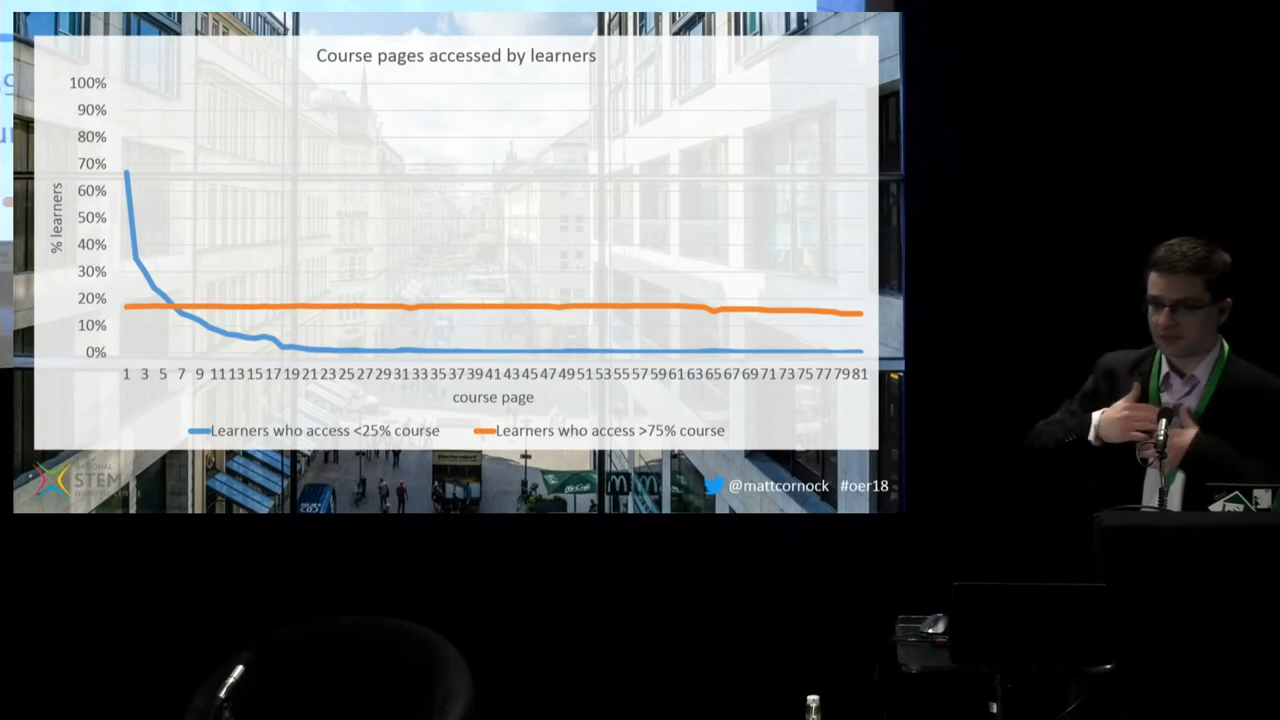 Course pages accessed by learners
100%
90%
80%
70%
60%
50%
40%
30%
20%
10%
0%
% learners
1 3 5 7 9 11 13 15 17 19 21 23 25 27 29 31 33 35 37 39 41 43 45 47 49 51 53 55 57 59 61 63 65 67 69 71 73 75 77 79 81
course page
Learners who access <25% course
Learners who access >75% course
NATIONAL
STEM
@mattcornock #oer18